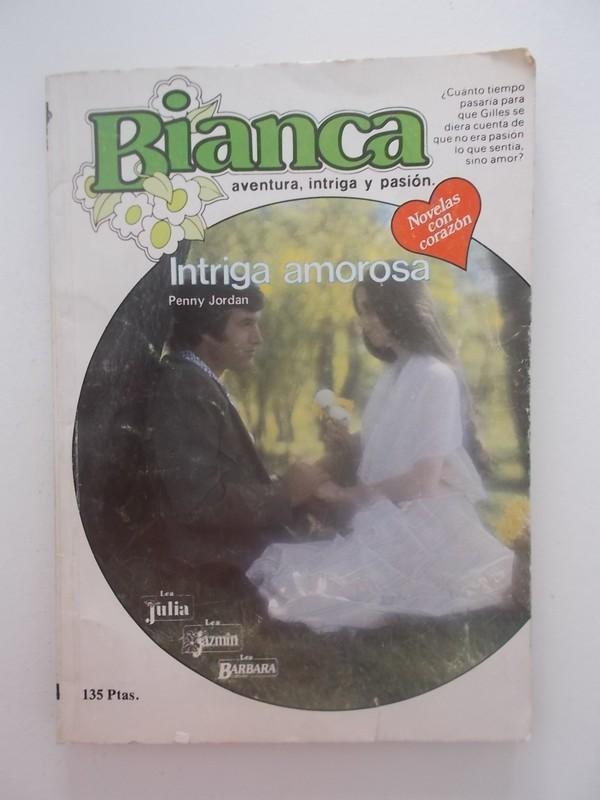 Bianca
aventura, intriga y pasión.
¿Cuánto tiempo
pasaría para
que Gilles se
diera cuenta de
que no era pasión
lo que sentía,
sino amor?
Novelas
con
corazón
Intriga amorosa
Penny Jordan
Lea
Julia
Lea
Jazmín
Lea
BARBARA
135 Ptas.